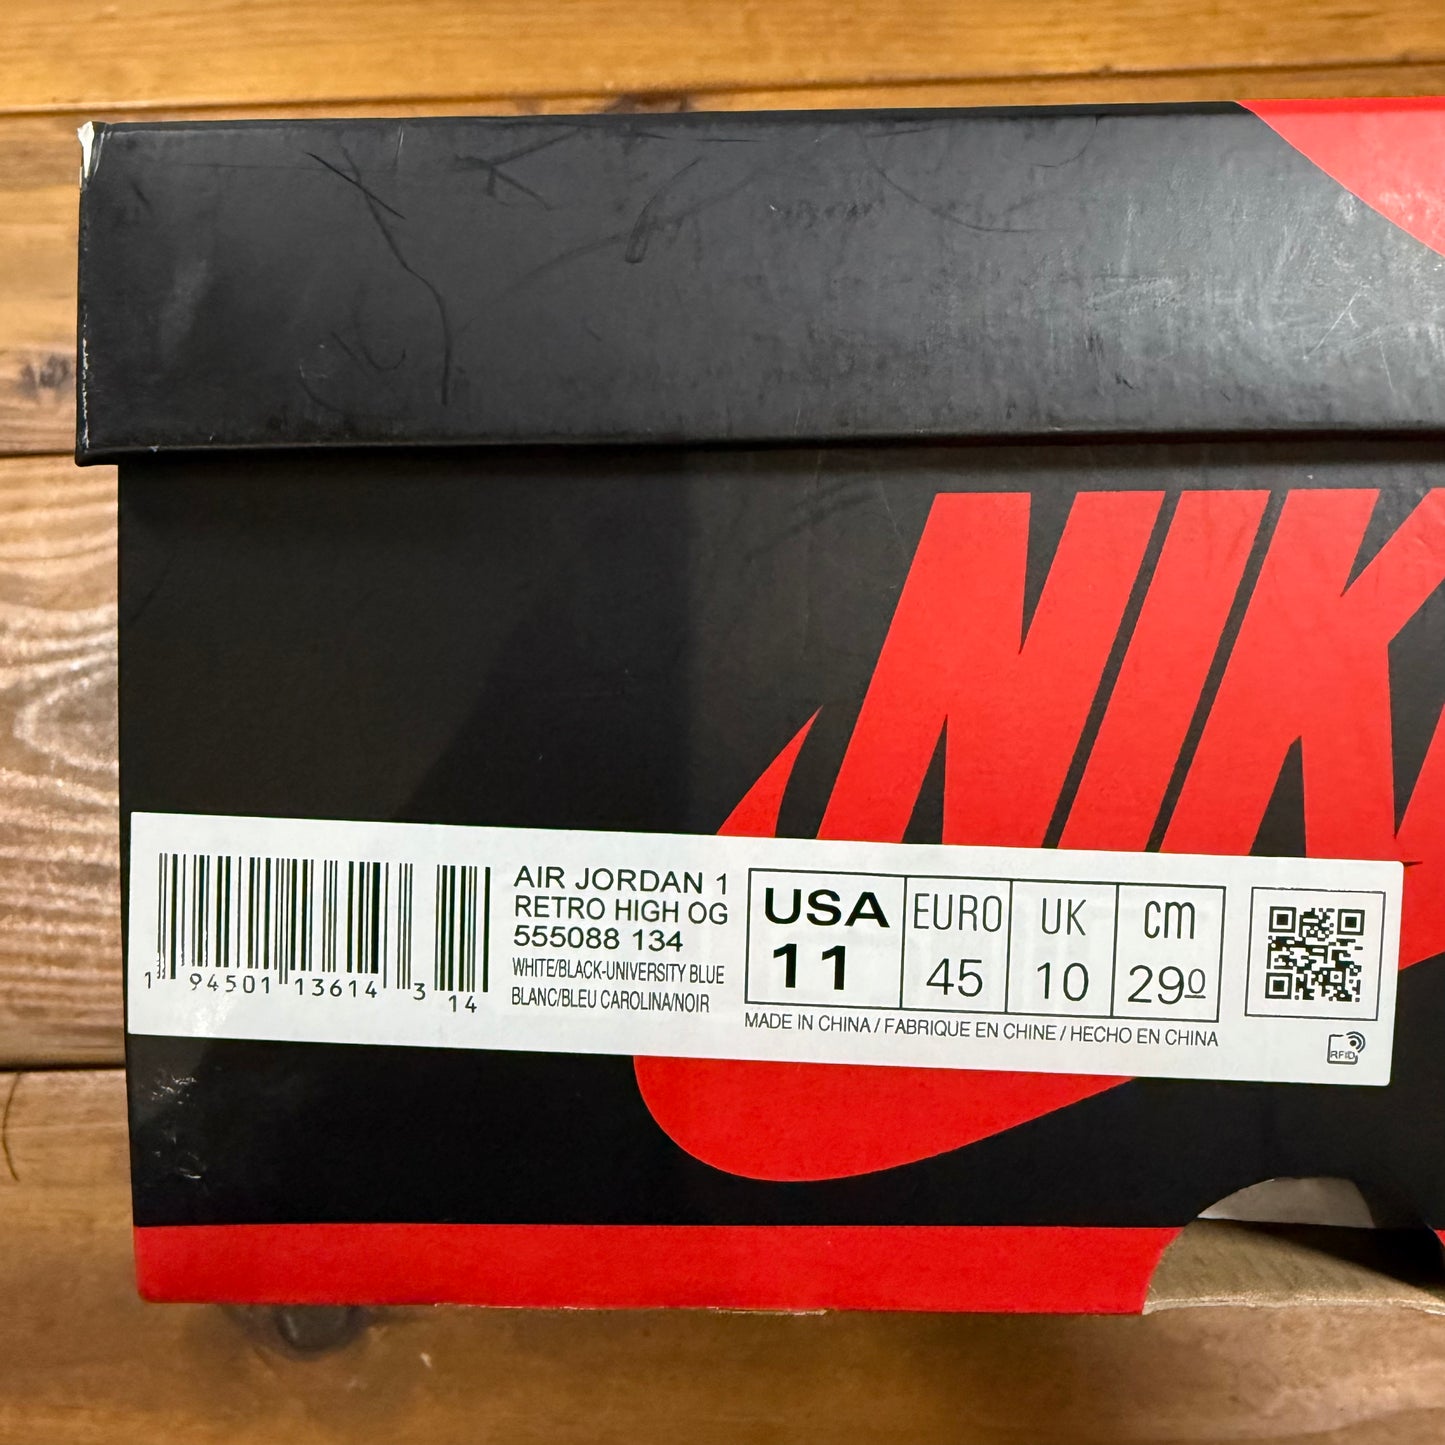 NIK
AIR JORDAN 1
RETRO HIGH OG
555088 134
WHITE/BLACK-UNIVERSITY BLUE
BLANC/BLEU CAROLINA/NOIR
1 94501 13614 3
14
USA EURO UK cm
11 45 10 290
MADE IN CHINA / FABRIQUE EN CHINE / HECHO EN CHINA
RFID